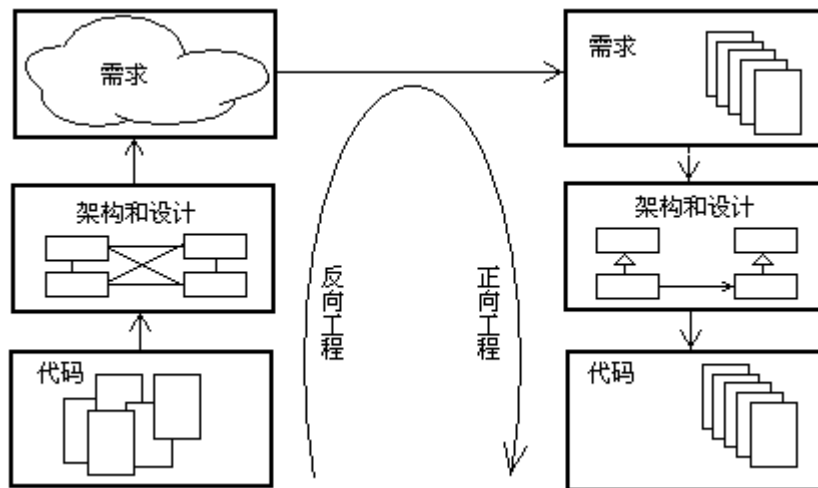 需求
需求
架构和设计
架构和设计
反向工程
正向工程
代码
代码